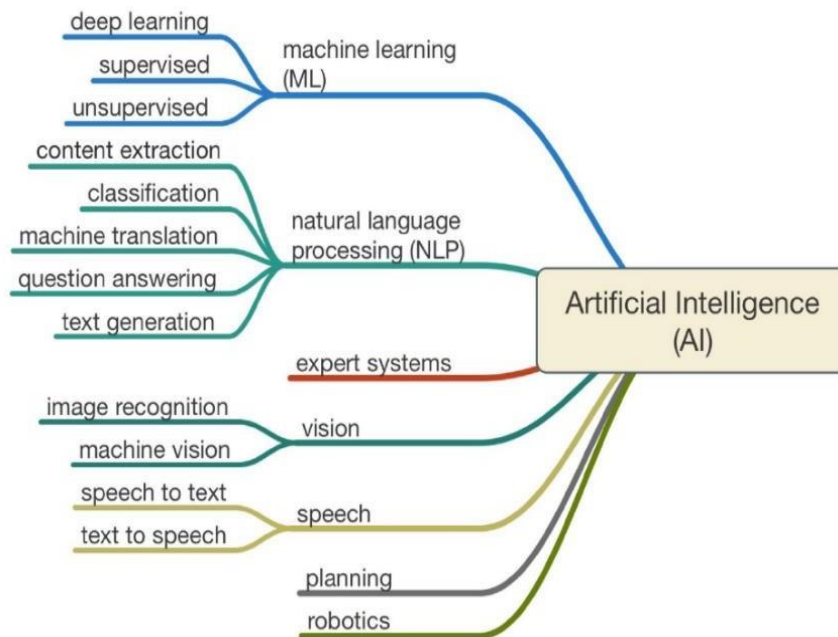 deep learning
supervised
unsupervised
machine learning
(ML)
content extraction
classification
machine translation
question answering
text generation
natural language
processing (NLP)
expert systems
image recognition
machine vision
vision
speech to text
text to speech
speech
planning
robotics
Artificial Intelligence
(AI)